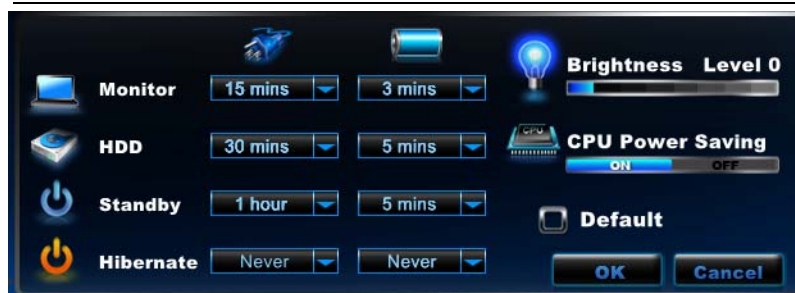 Brightness Level 0
Monitor 15 mins 3 mins
CPU
HDD 30 mins 5 mins
CPU Power Saving
ON OFF
Standby 1 hour 5 mins
Default
Hibernate Never Never
OK Cancel